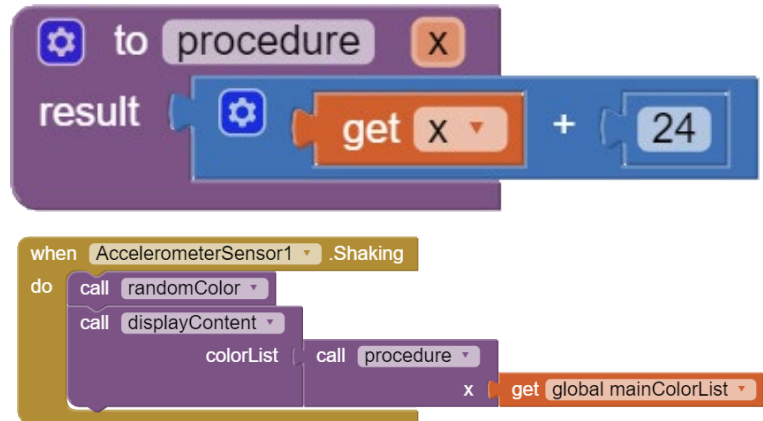 to procedure x
result get x + 24
when AccelerometerSensor1 .Shaking
do call randomColor
call displayContent
colorList call procedure
x get global mainColorList